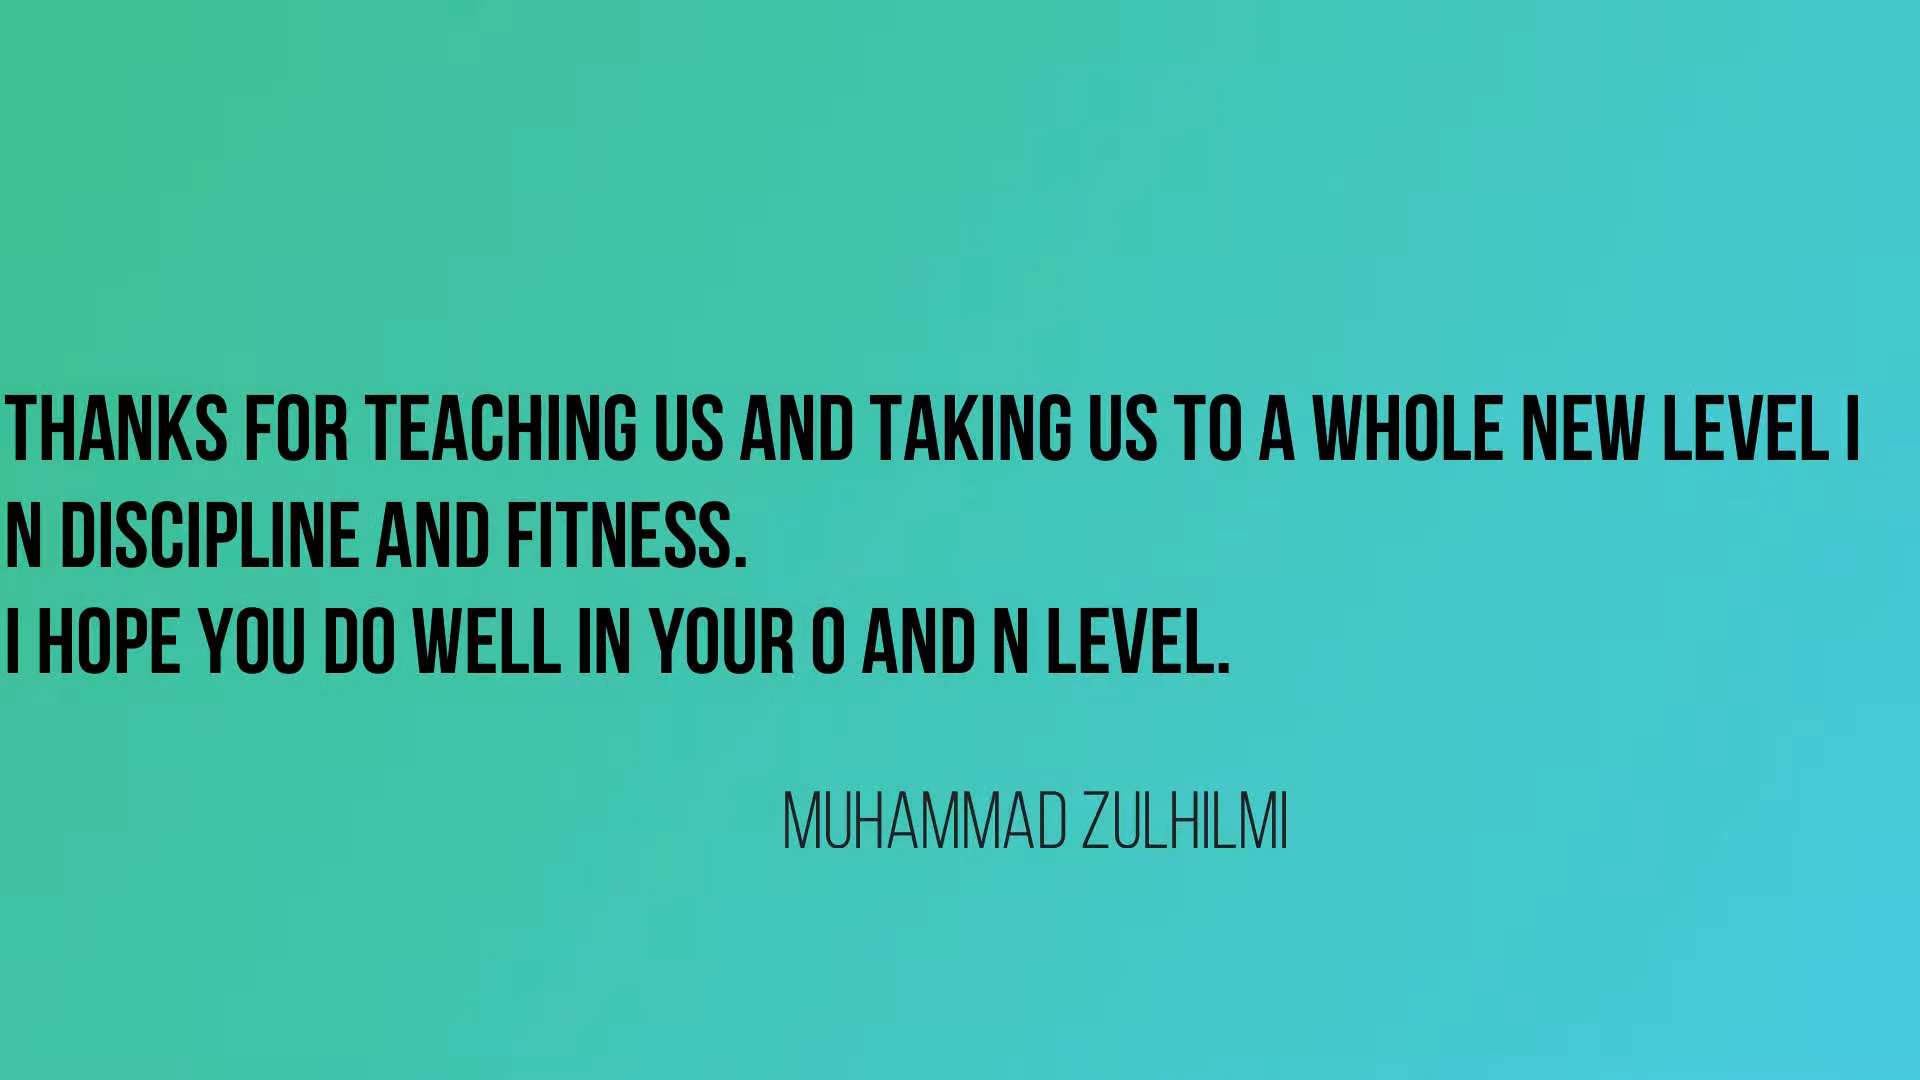 THANKS FOR TEACHING US AND TAKING US TO A WHOLE NEW LEVEL I
N DISCIPLINE AND FITNESS.
I HOPE YOU DO WELL IN YOUR O AND N LEVEL.
MUHAMMAD ZULHILMI